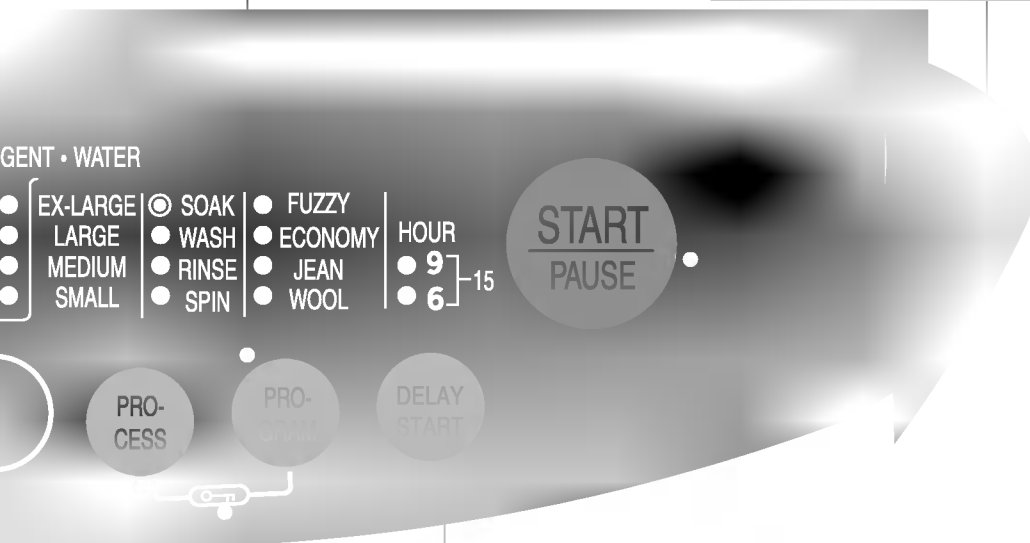 GENT • WATER
EX-LARGE
LARGE
MEDIUM
SMALL
SOAK
WASH
RINSE
SPIN
FUZZY
ECONOMY
JEAN
WOOL
HOUR
9
6
15
START
PAUSE
PRO-
CESS
PRO-
GRAM
DELAY
START